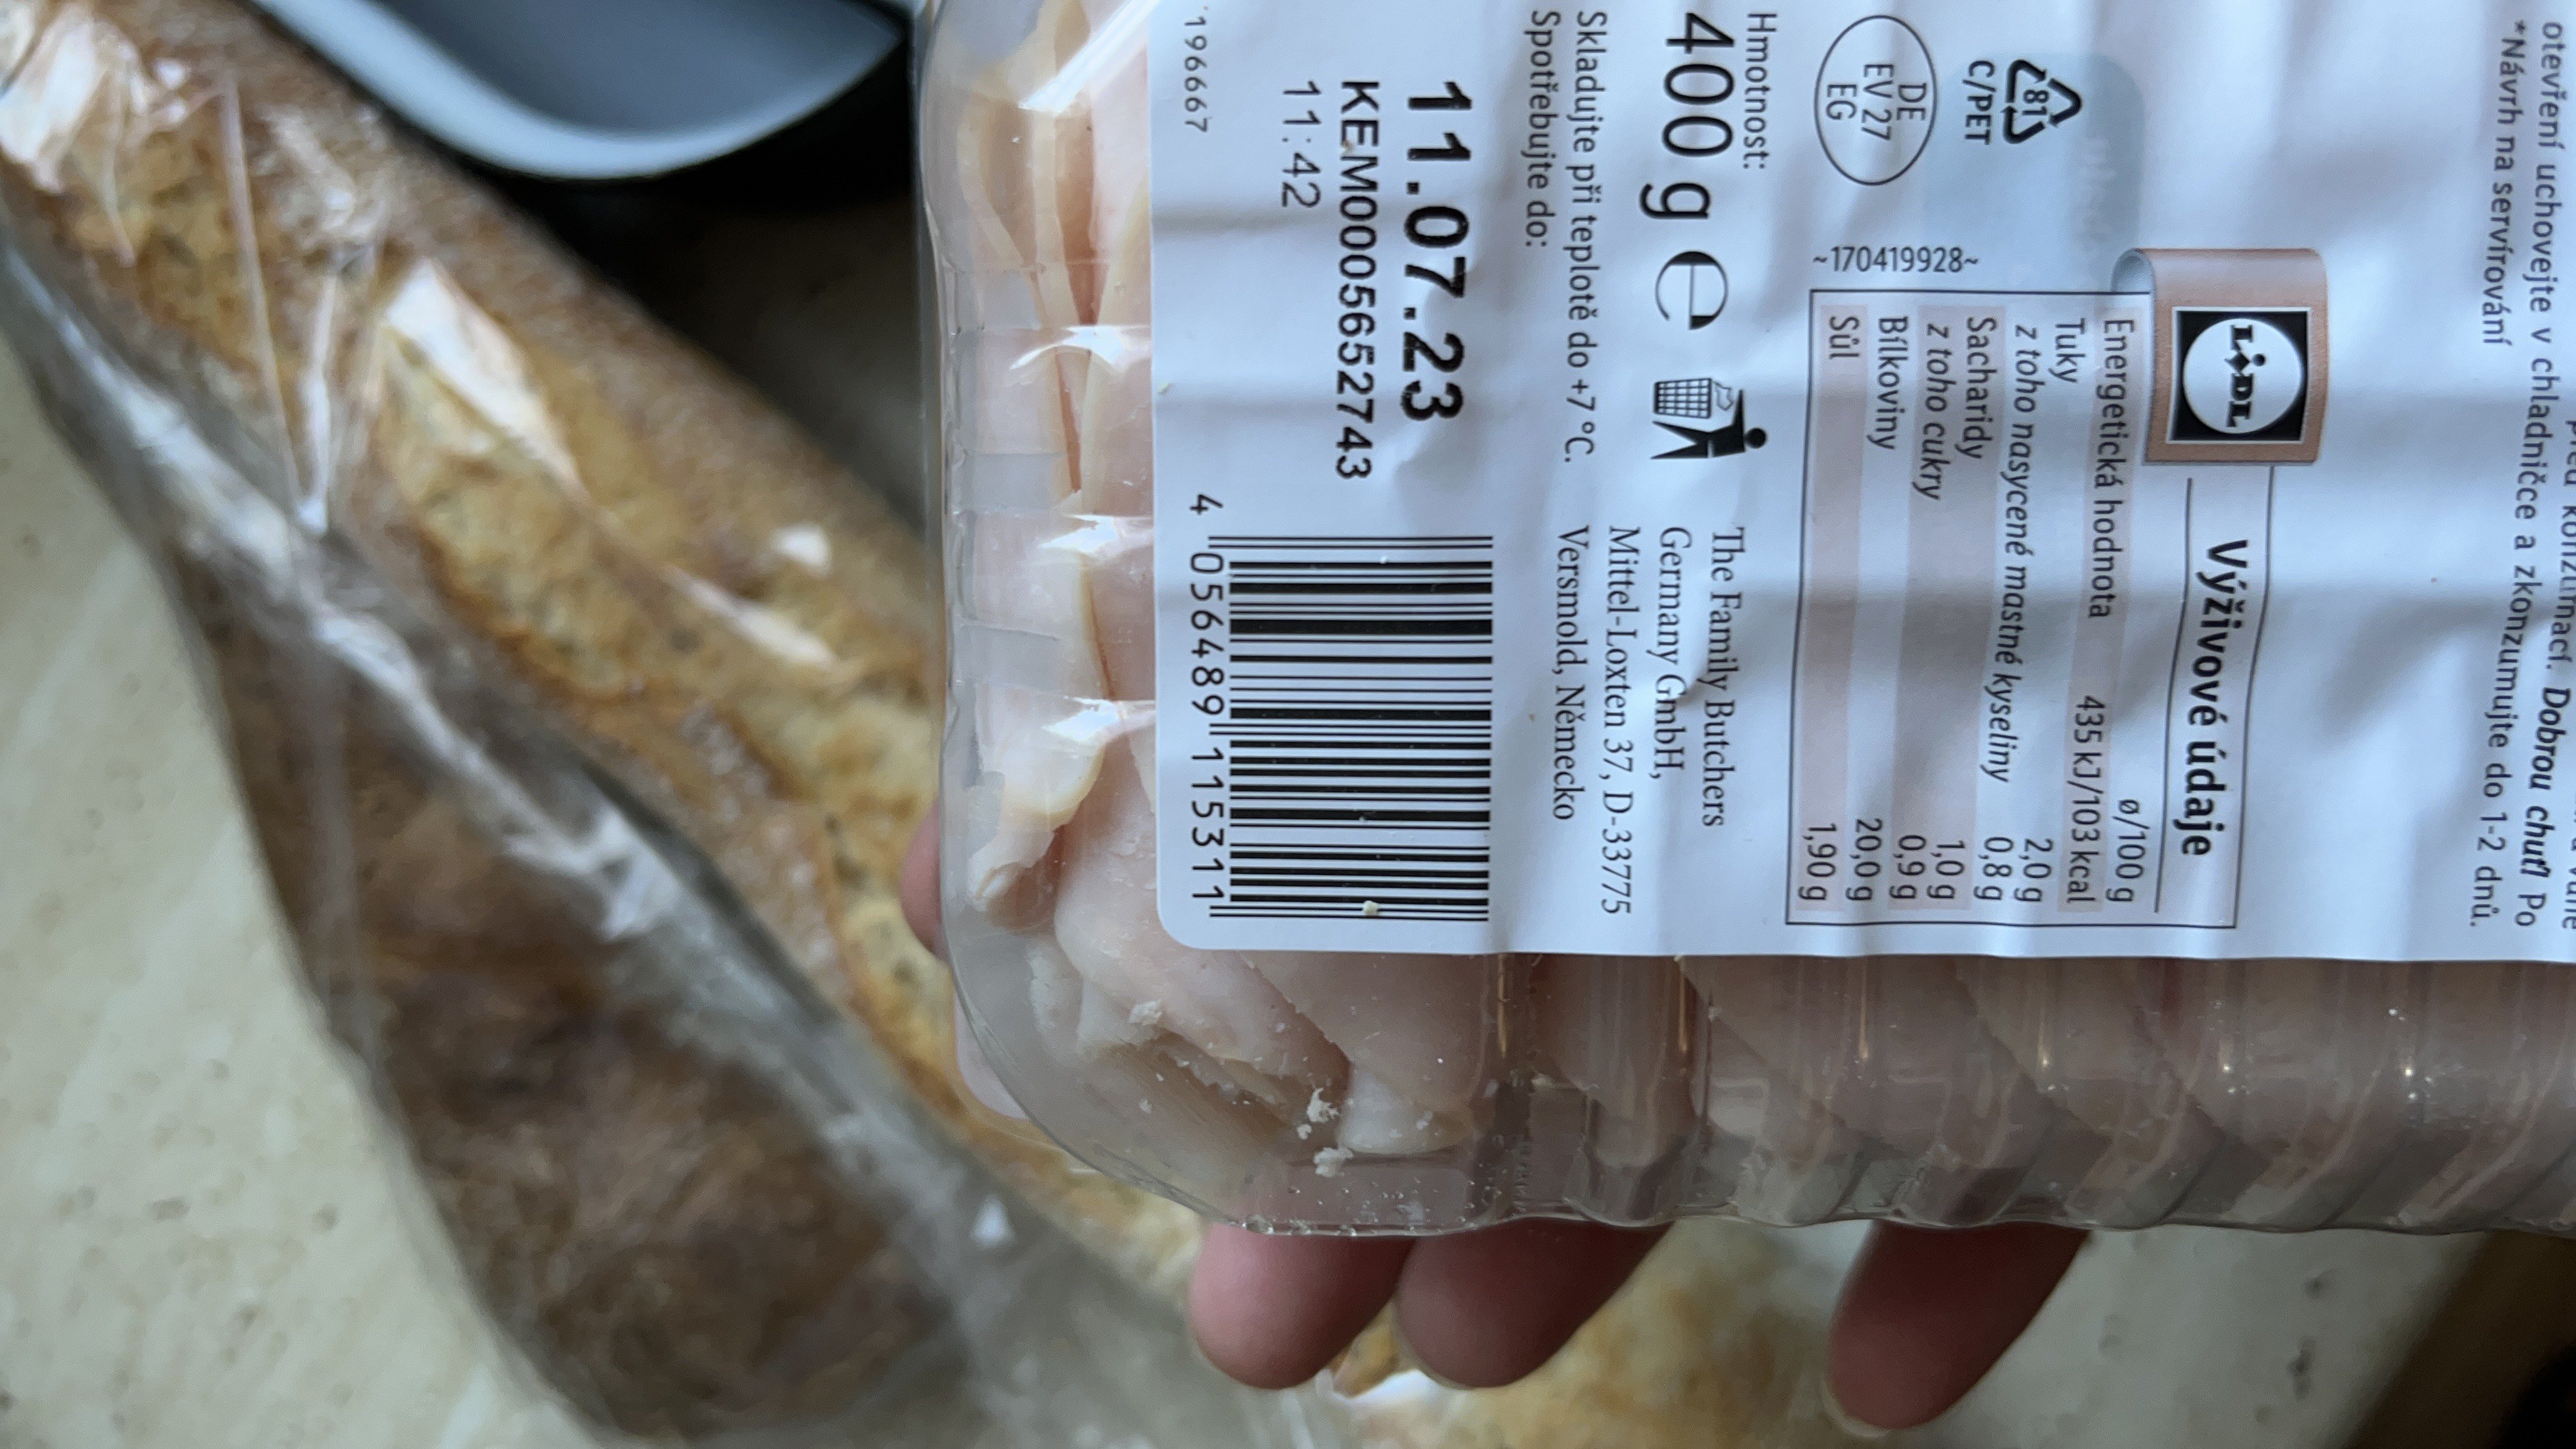 otevření uchovejte v chladničce a zkonzumujte do 1-2 dnů.
*Návrh na servírování
Dobrou chuť! Po
LIDL
Výživové údaje
ø/100 g
Energetická hodnota 435 kJ/103 kcal
Tuky 2,0 g
z toho nasycené mastné kyseliny 0,8 g
Sacharidy 1,0 g
z toho cukry 0,9 g
Bílkoviny 20,0 g
Sůl 1,90 g
~170419928~
81
C/PET
DE
EV 27
EG
Hmotnost:
400 g e
The Family Butchers
Germany GmbH,
Mittel-Loxten 37, D-33775
Versmold, Německo
Skladujte při teplotě do +7 °C.
Spotřebujte do:
11.07.23
KEM0005652743
11:42
196667
4 056489 115311